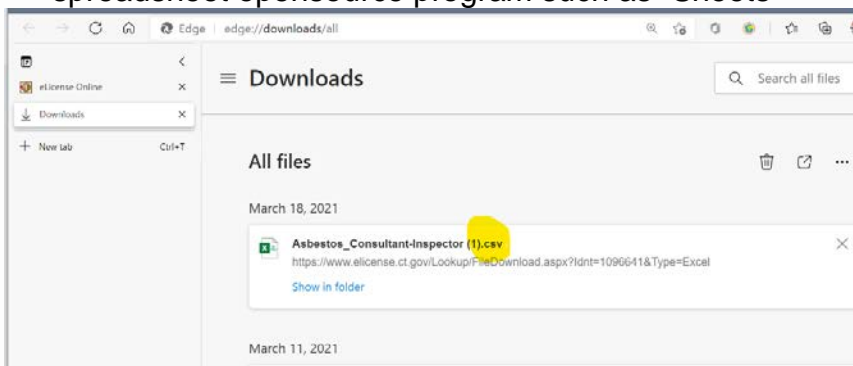 spreadsheet opensource program such as "Sheets"
Edge edge://downloads/all
eLicense Online
Downloads
New tab Ctrl+T
Downloads
Search all files
All files
March 18, 2021
Asbestos_Consultant-Inspector (1).csv
https://www.elicense.ct.gov/Lookup/FileDownload.aspx?Idnt=1096641&Type=Excel
Show in folder
March 11, 2021